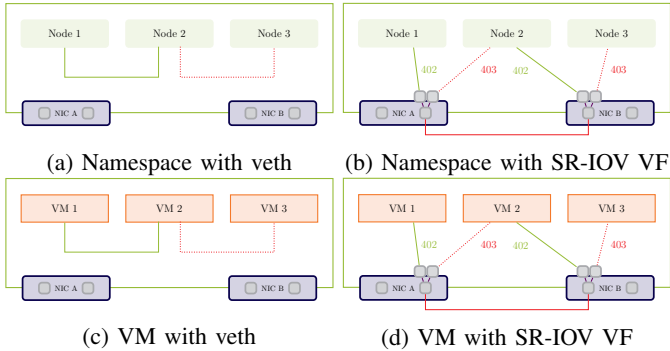 Node 1 Node 2 Node 3
NIC A NIC B
(a) Namespace with veth
Node 1 Node 2 Node 3
402 403 402 403
NIC A NIC B
(b) Namespace with SR-IOV VF
VM 1 VM 2 VM 3
NIC A NIC B
(c) VM with veth
VM 1 VM 2 VM 3
402 403 402 403
NIC A NIC B
(d) VM with SR-IOV VF